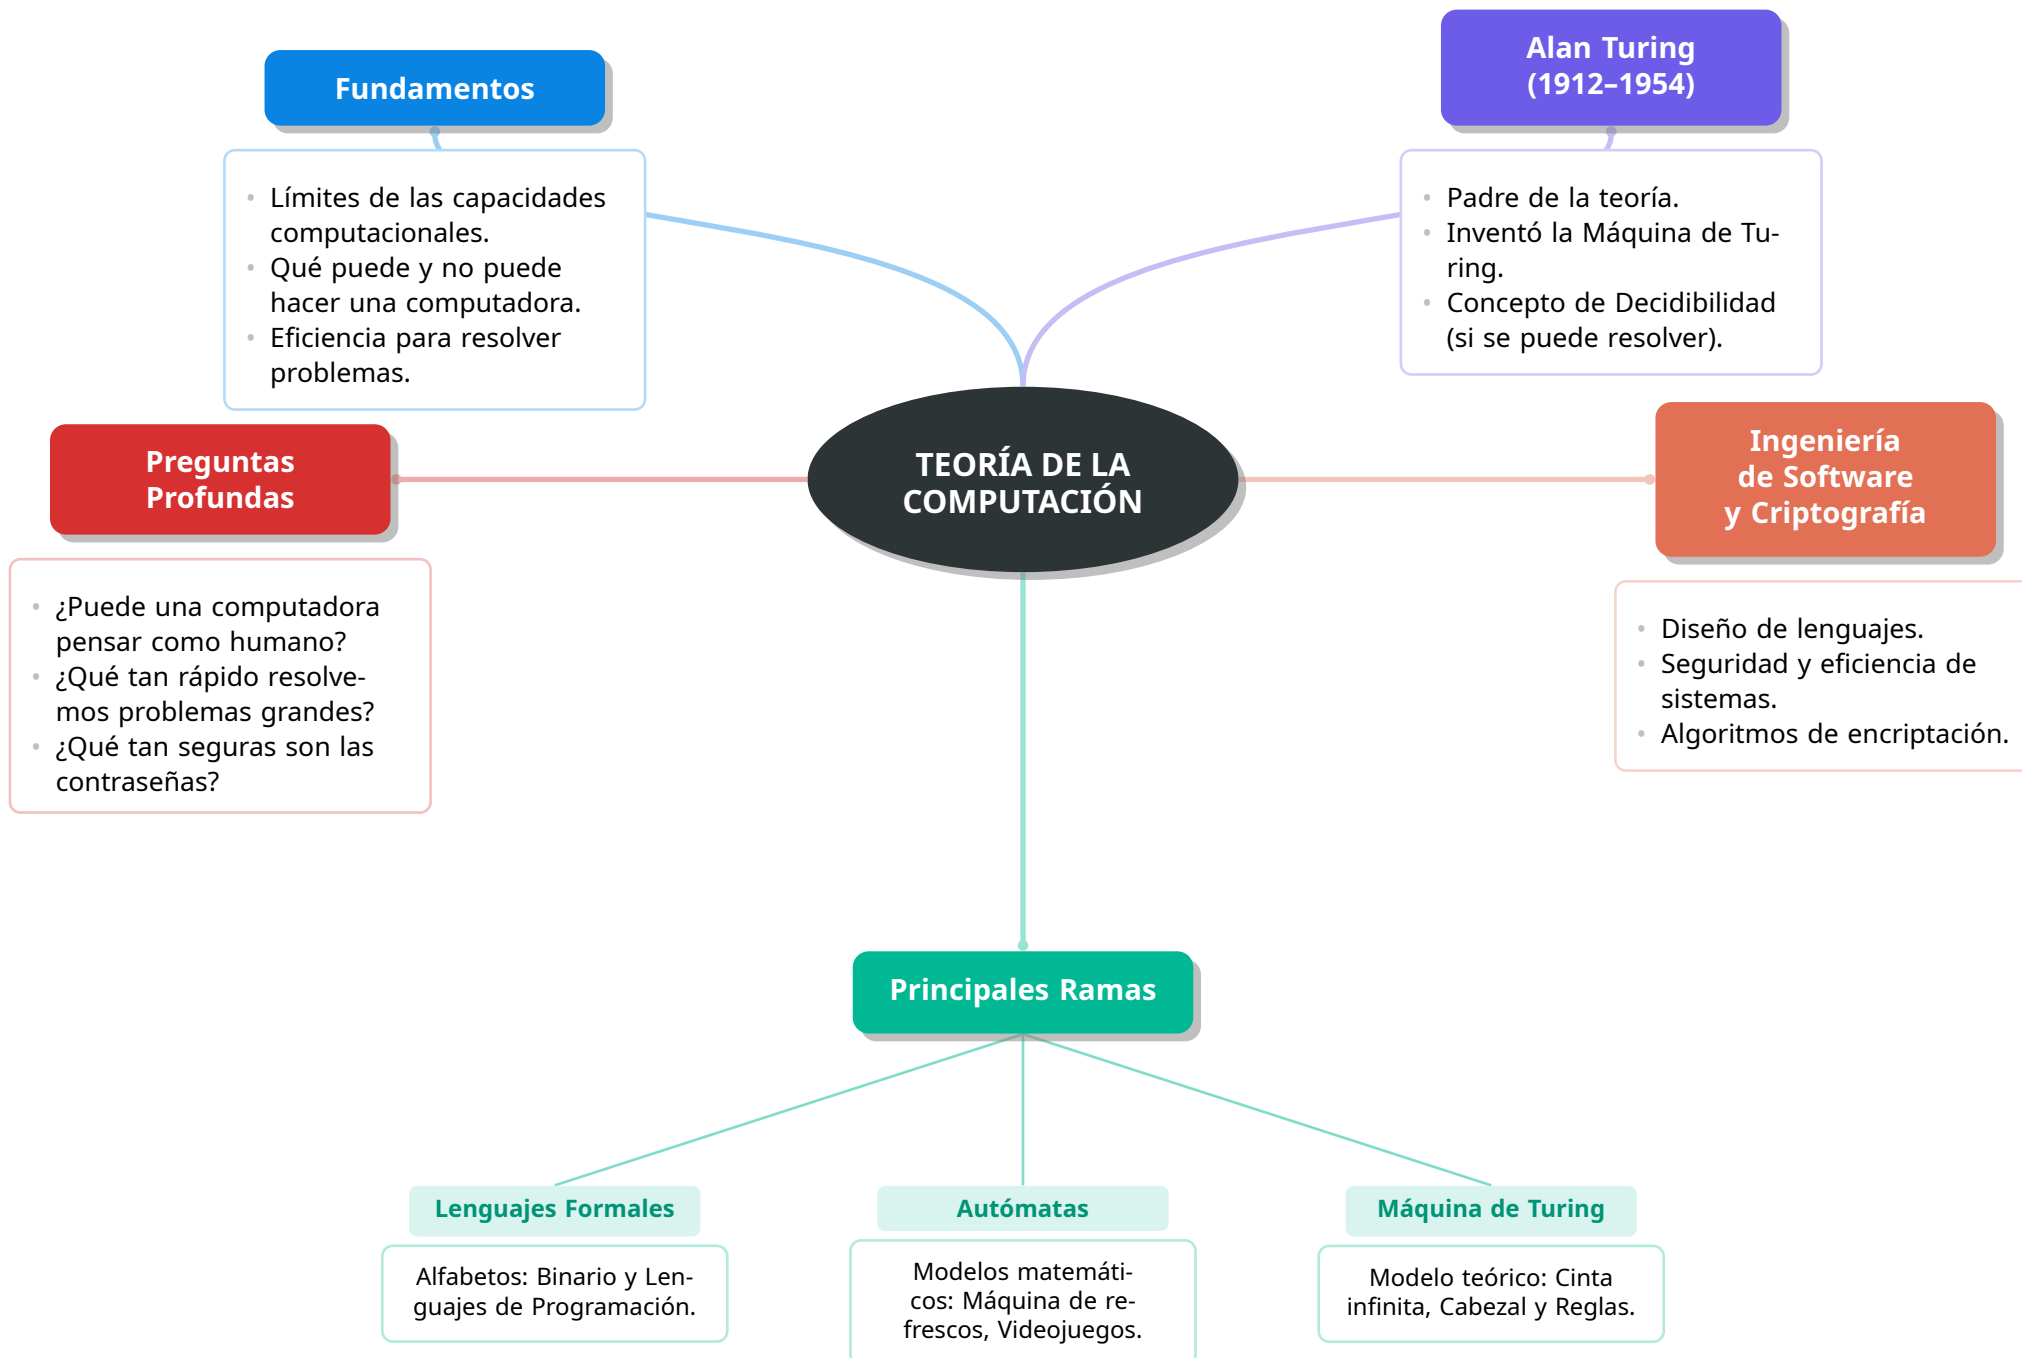 Fundamentos
Límites de las capacidades
computacionales.
Qué puede y no puede
hacer una computadora.
Eficiencia para resolver
problemas.
Alan Turing
(1912–1954)
Padre de la teoría.
Inventó la Máquina de Tu-
ring.
Concepto de Decidibilidad
(si se puede resolver).
Preguntas
Profundas
¿Puede una computadora
pensar como humano?
¿Qué tan rápido resolve-
mos problemas grandes?
¿Qué tan seguras son las
contraseñas?
TEORÍA DE LA
COMPUTACIÓN
Ingeniería
de Software
y Criptografía
Diseño de lenguajes.
Seguridad y eficiencia de
sistemas.
Algoritmos de encriptación.
Principales Ramas
Lenguajes Formales
Alfabetos: Binario y Len-
guajes de Programación.
Autómatas
Modelos matemáti-
cos: Máquina de re-
frescos, Videojuegos.
Máquina de Turing
Modelo teórico: Cinta
infinita, Cabezal y Reglas.